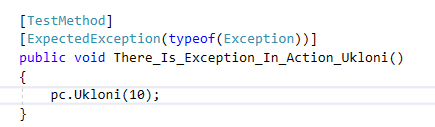 [TestMethod]
[ExpectedException(typeof(Exception))]
public void There_Is_Exception_In_Action_Ukloni()
{
    pc.Ukloni(10);
}